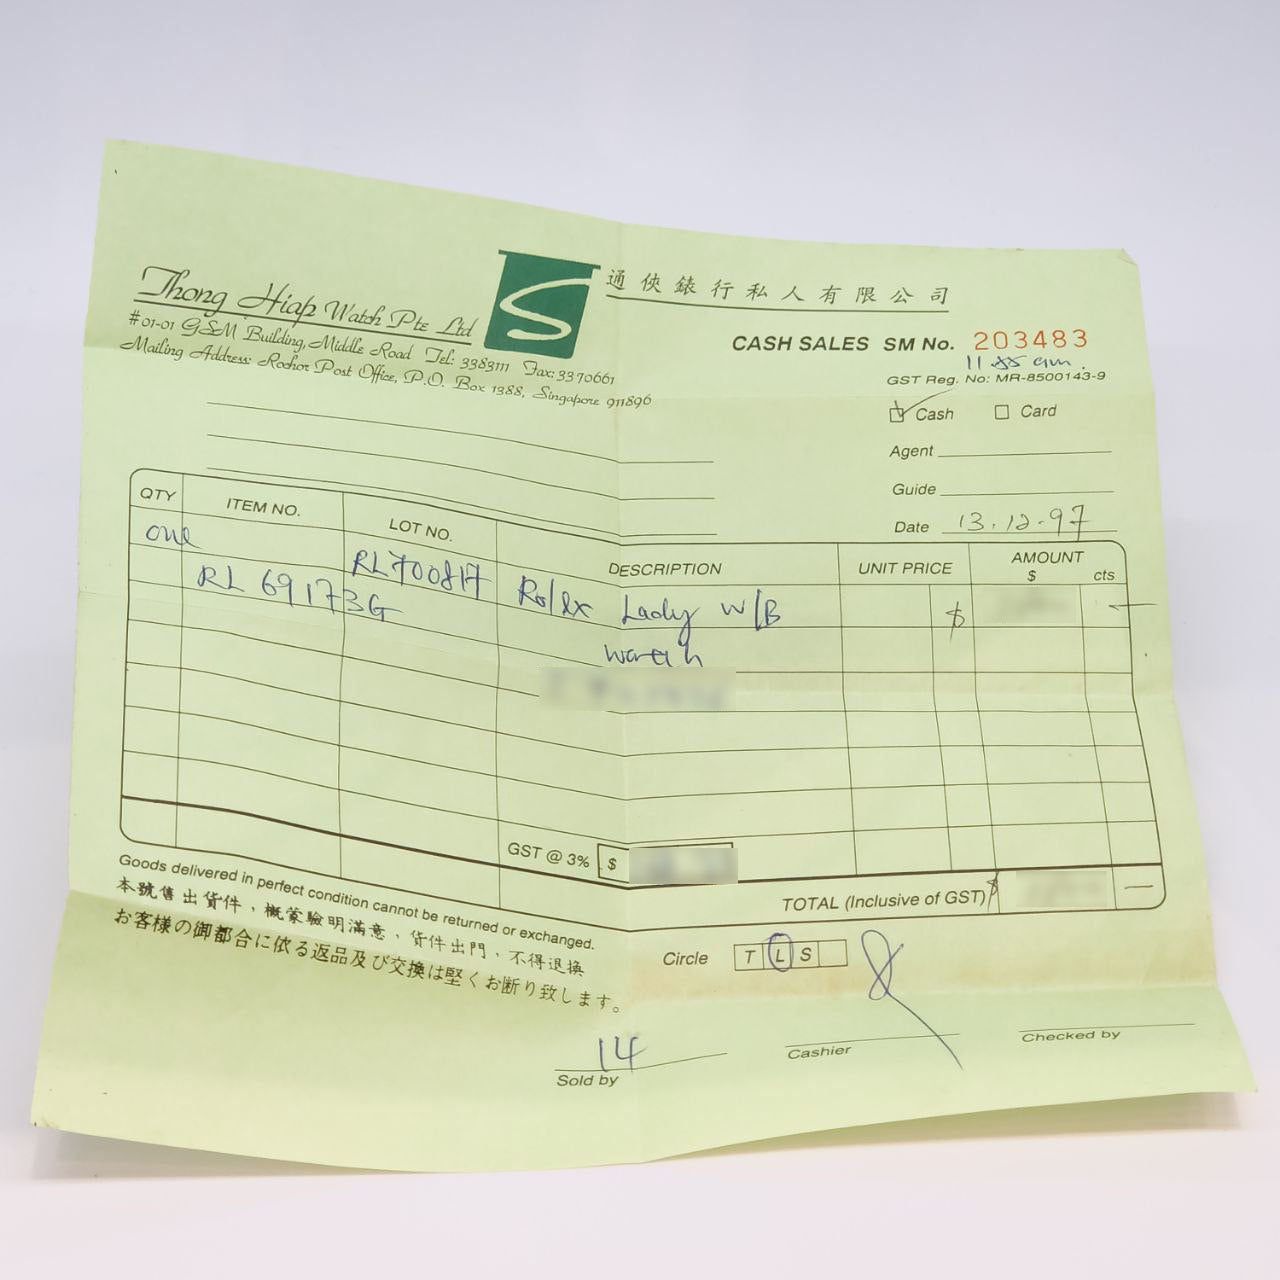 Thong Hiap Watch Pte Ltd
#01-01 GSM Building, Middle Road Tel: 3383111 Fax: 3370661
Mailing Address: Rochor Post Office, P.O. Box 1388, Singapore 911896
S
通俠錶行私人有限公司
CASH SALES SM No. 203483
11.55 am.
GST Reg. No: MR-8500143-9
Cash Card
Agent
Guide
Date 13.12.97
QTY ITEM NO. LOT NO. DESCRIPTION UNIT PRICE AMOUNT
$ cts
one RL 69173G RL700817 Rolex Lady W/B $ —
watch
GST @ 3% $
TOTAL (Inclusive of GST) $ —
Goods delivered in perfect condition cannot be returned or exchanged.
本號售出貨件，概蒙驗明滿意，貨件出門，不得退換
お客様の御都合に依る返品及び交換は堅くお断り致します。
Circle T L S
14
Sold by
Cashier
Checked by